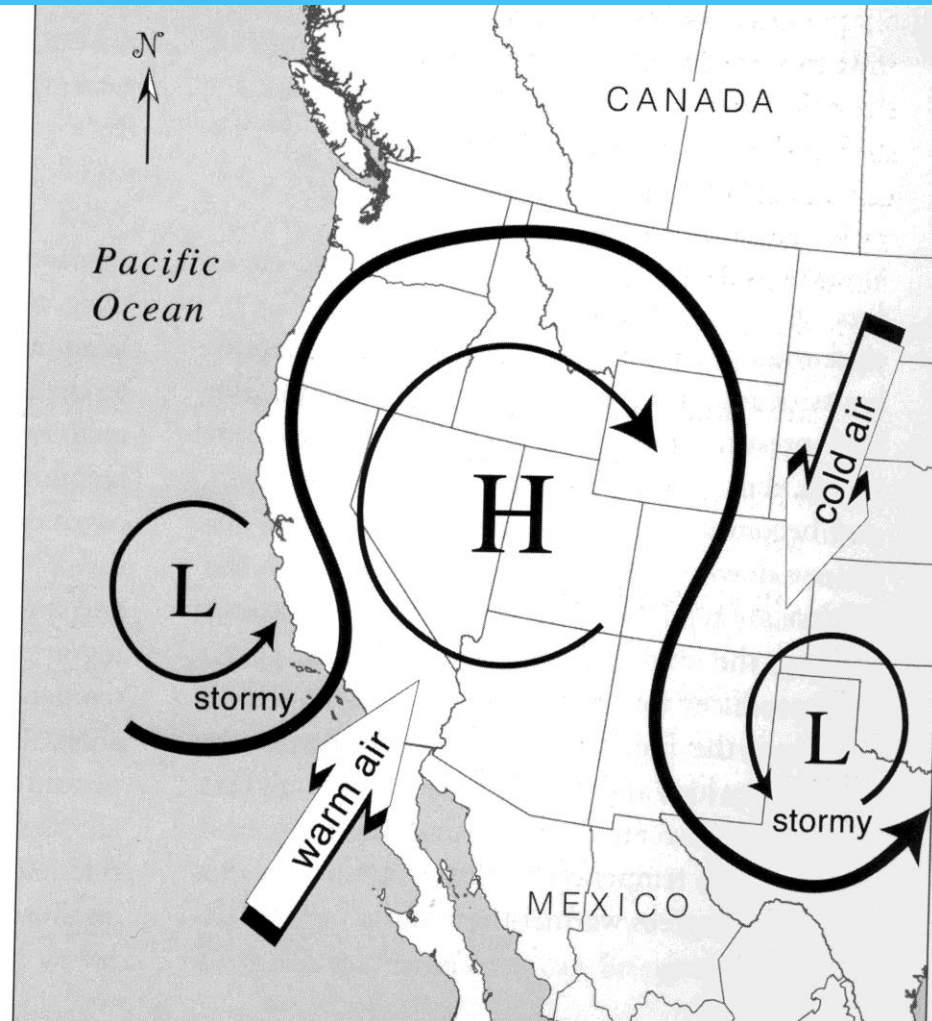 N
CANADA
Pacific
Ocean
cold air
H
L
stormy
L
stormy
warm air
MEXICO